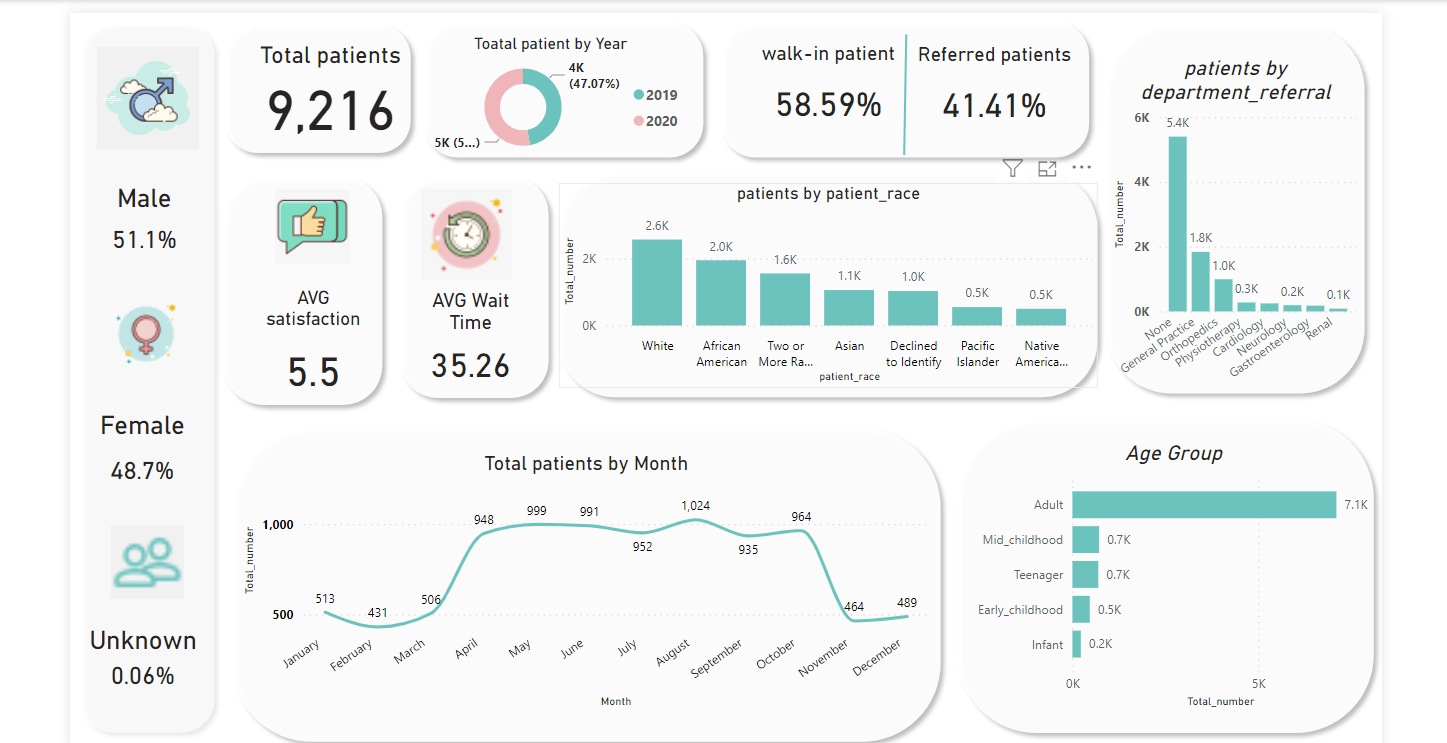 Male
51.1%
Female
48.7%
Unknown
0.06%
Total patients
9,216
Toatal patient by Year
4K
(47.07%)
5K (5...)
2019
2020
walk-in patient
58.59%
Referred patients
41.41%
patients by
department_referral
Total_number
6K
4K
2K
0K
5.4K
1.8K
1.0K
0.3K
0.2K
0.1K
None
General Practice
Orthopedics
Physiotherapy
Cardiology
Neurology
Gastroenterology
Renal
AVG
satisfaction
5.5
AVG Wait
Time
35.26
patients by patient_race
Total_number
2K
0K
2.6K
2.0K
1.6K
1.1K
1.0K
0.5K
0.5K
White
African
American
Two or
More Ra...
Asian
Declined
to Identify
Pacific
Islander
Native
America...
patient_race
Total patients by Month
Total_number
1,000
500
513
431
506
948
999
991
952
1,024
935
964
464
489
January
February
March
April
May
June
July
August
September
October
November
December
Month
Age Group
Adult
7.1K
Mid_childhood
0.7K
Teenager
0.7K
Early_childhood
0.5K
Infant
0.2K
0K
5K
Total_number